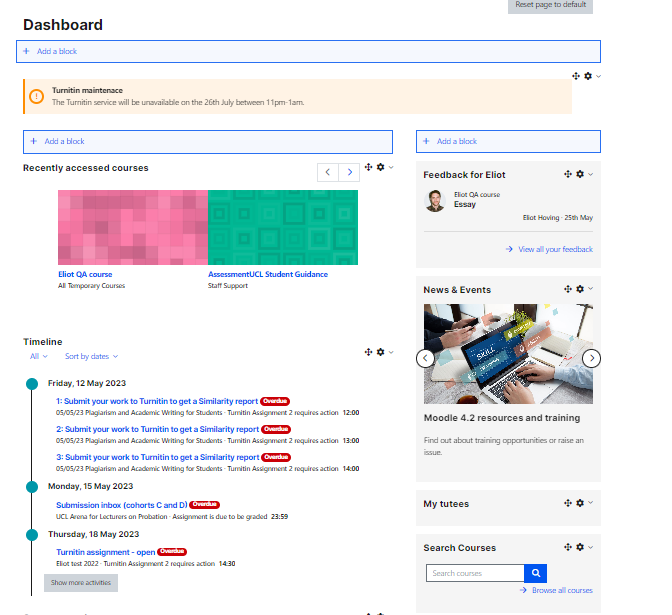 Reset page to default
Dashboard
+ Add a block
Turnitin maintenace
The Turnitin service will be unavailable on the 26th July between 11pm-1am.
+ Add a block
Recently accessed courses
Eliot QA course
All Temporary Courses
AssessmentUCL Student Guidance
Staff Support
Timeline
All
Sort by dates
Friday, 12 May 2023
1: Submit your work to Turnitin to get a Similarity report Overdue
05/05/23 Plagiarism and Academic Writing for Students · Turnitin Assignment 2 requires action 12:00
2: Submit your work to Turnitin to get a Similarity report Overdue
05/05/23 Plagiarism and Academic Writing for Students · Turnitin Assignment 2 requires action 13:00
3: Submit your work to Turnitin to get a Similarity report Overdue
05/05/23 Plagiarism and Academic Writing for Students · Turnitin Assignment 2 requires action 14:00
Monday, 15 May 2023
Submission inbox (cohorts C and D) Overdue
UCL Arena for Lecturers on Probation · Assignment is due to be graded 23:59
Thursday, 18 May 2023
Turnitin assignment - open Overdue
Eliot test 2022 · Turnitin Assignment 2 requires action 14:30
Show more activities
+ Add a block
Feedback for Eliot
Eliot QA course
Essay
Eliot Hoving · 25th May
View all your feedback
News & Events
SKILL
Moodle 4.2 resources and training
Find out about training opportunities or raise an
issue.
My tutees
Search Courses
Search courses
Browse all courses